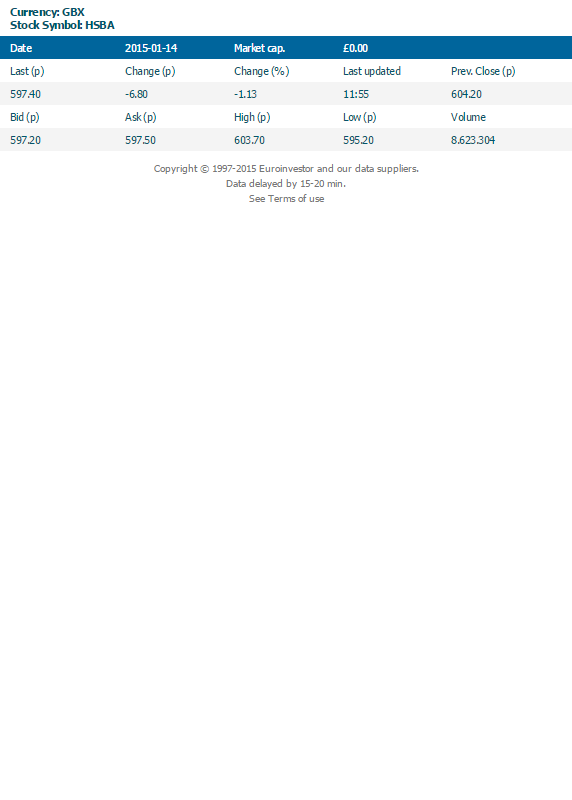 Currency: GBX
Stock Symbol: HSBA
Date 2015-01-14 Market cap. £0.00
Last (p) Change (p) Change (%) Last updated Prev. Close (p)
597.40 -6.80 -1.13 11:55 604.20
Bid (p) Ask (p) High (p) Low (p) Volume
597.20 597.50 603.70 595.20 8.623.304
Copyright © 1997-2015 Euroinvestor and our data suppliers.
Data delayed by 15-20 min.
See Terms of use